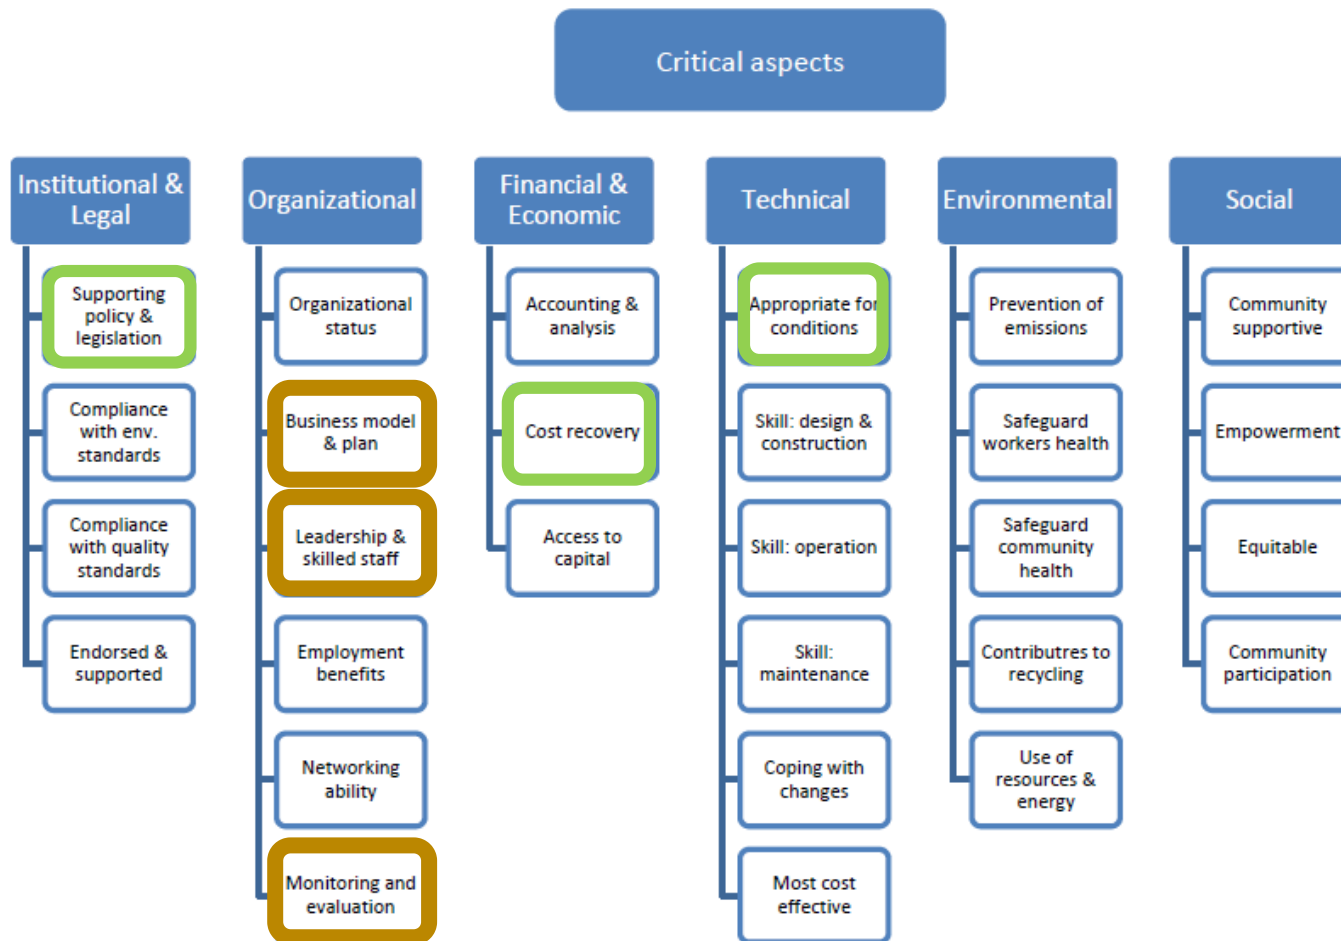 Critical aspects
Institutional &
Legal
Supporting
policy &
legislation
Compliance
with env.
standards
Compliance
with quality
standards
Endorsed &
supported
Organizational
Organizational
status
Business model
& plan
Leadership &
skilled staff
Employment
benefits
Networking
ability
Monitoring and
evaluation
Financial &
Economic
Accounting &
analysis
Cost recovery
Access to
capital
Technical
Appropriate for
conditions
Skill: design &
construction
Skill: operation
Skill:
maintenance
Coping with
changes
Most cost
effective
Environmental
Prevention of
emissions
Safeguard
workers health
Safeguard
community
health
Contributres to
recycling
Use of
resources &
energy
Social
Community
supportive
Empowerment
Equitable
Community
participation